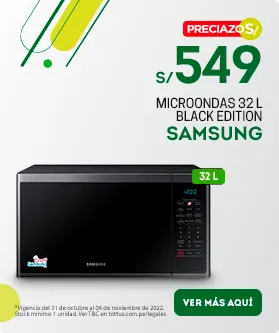 PRECIAZO S/
S/549
MICROONDAS 32 L
BLACK EDITION
SAMSUNG
32 L
SAMSUNG
*Vigencia del 31 de octubre al 06 de noviembre de 2022.
Stock mínimo 1 unidad. Ver T&C en tottus.com.pe/legales
VER MÁS AQUÍ